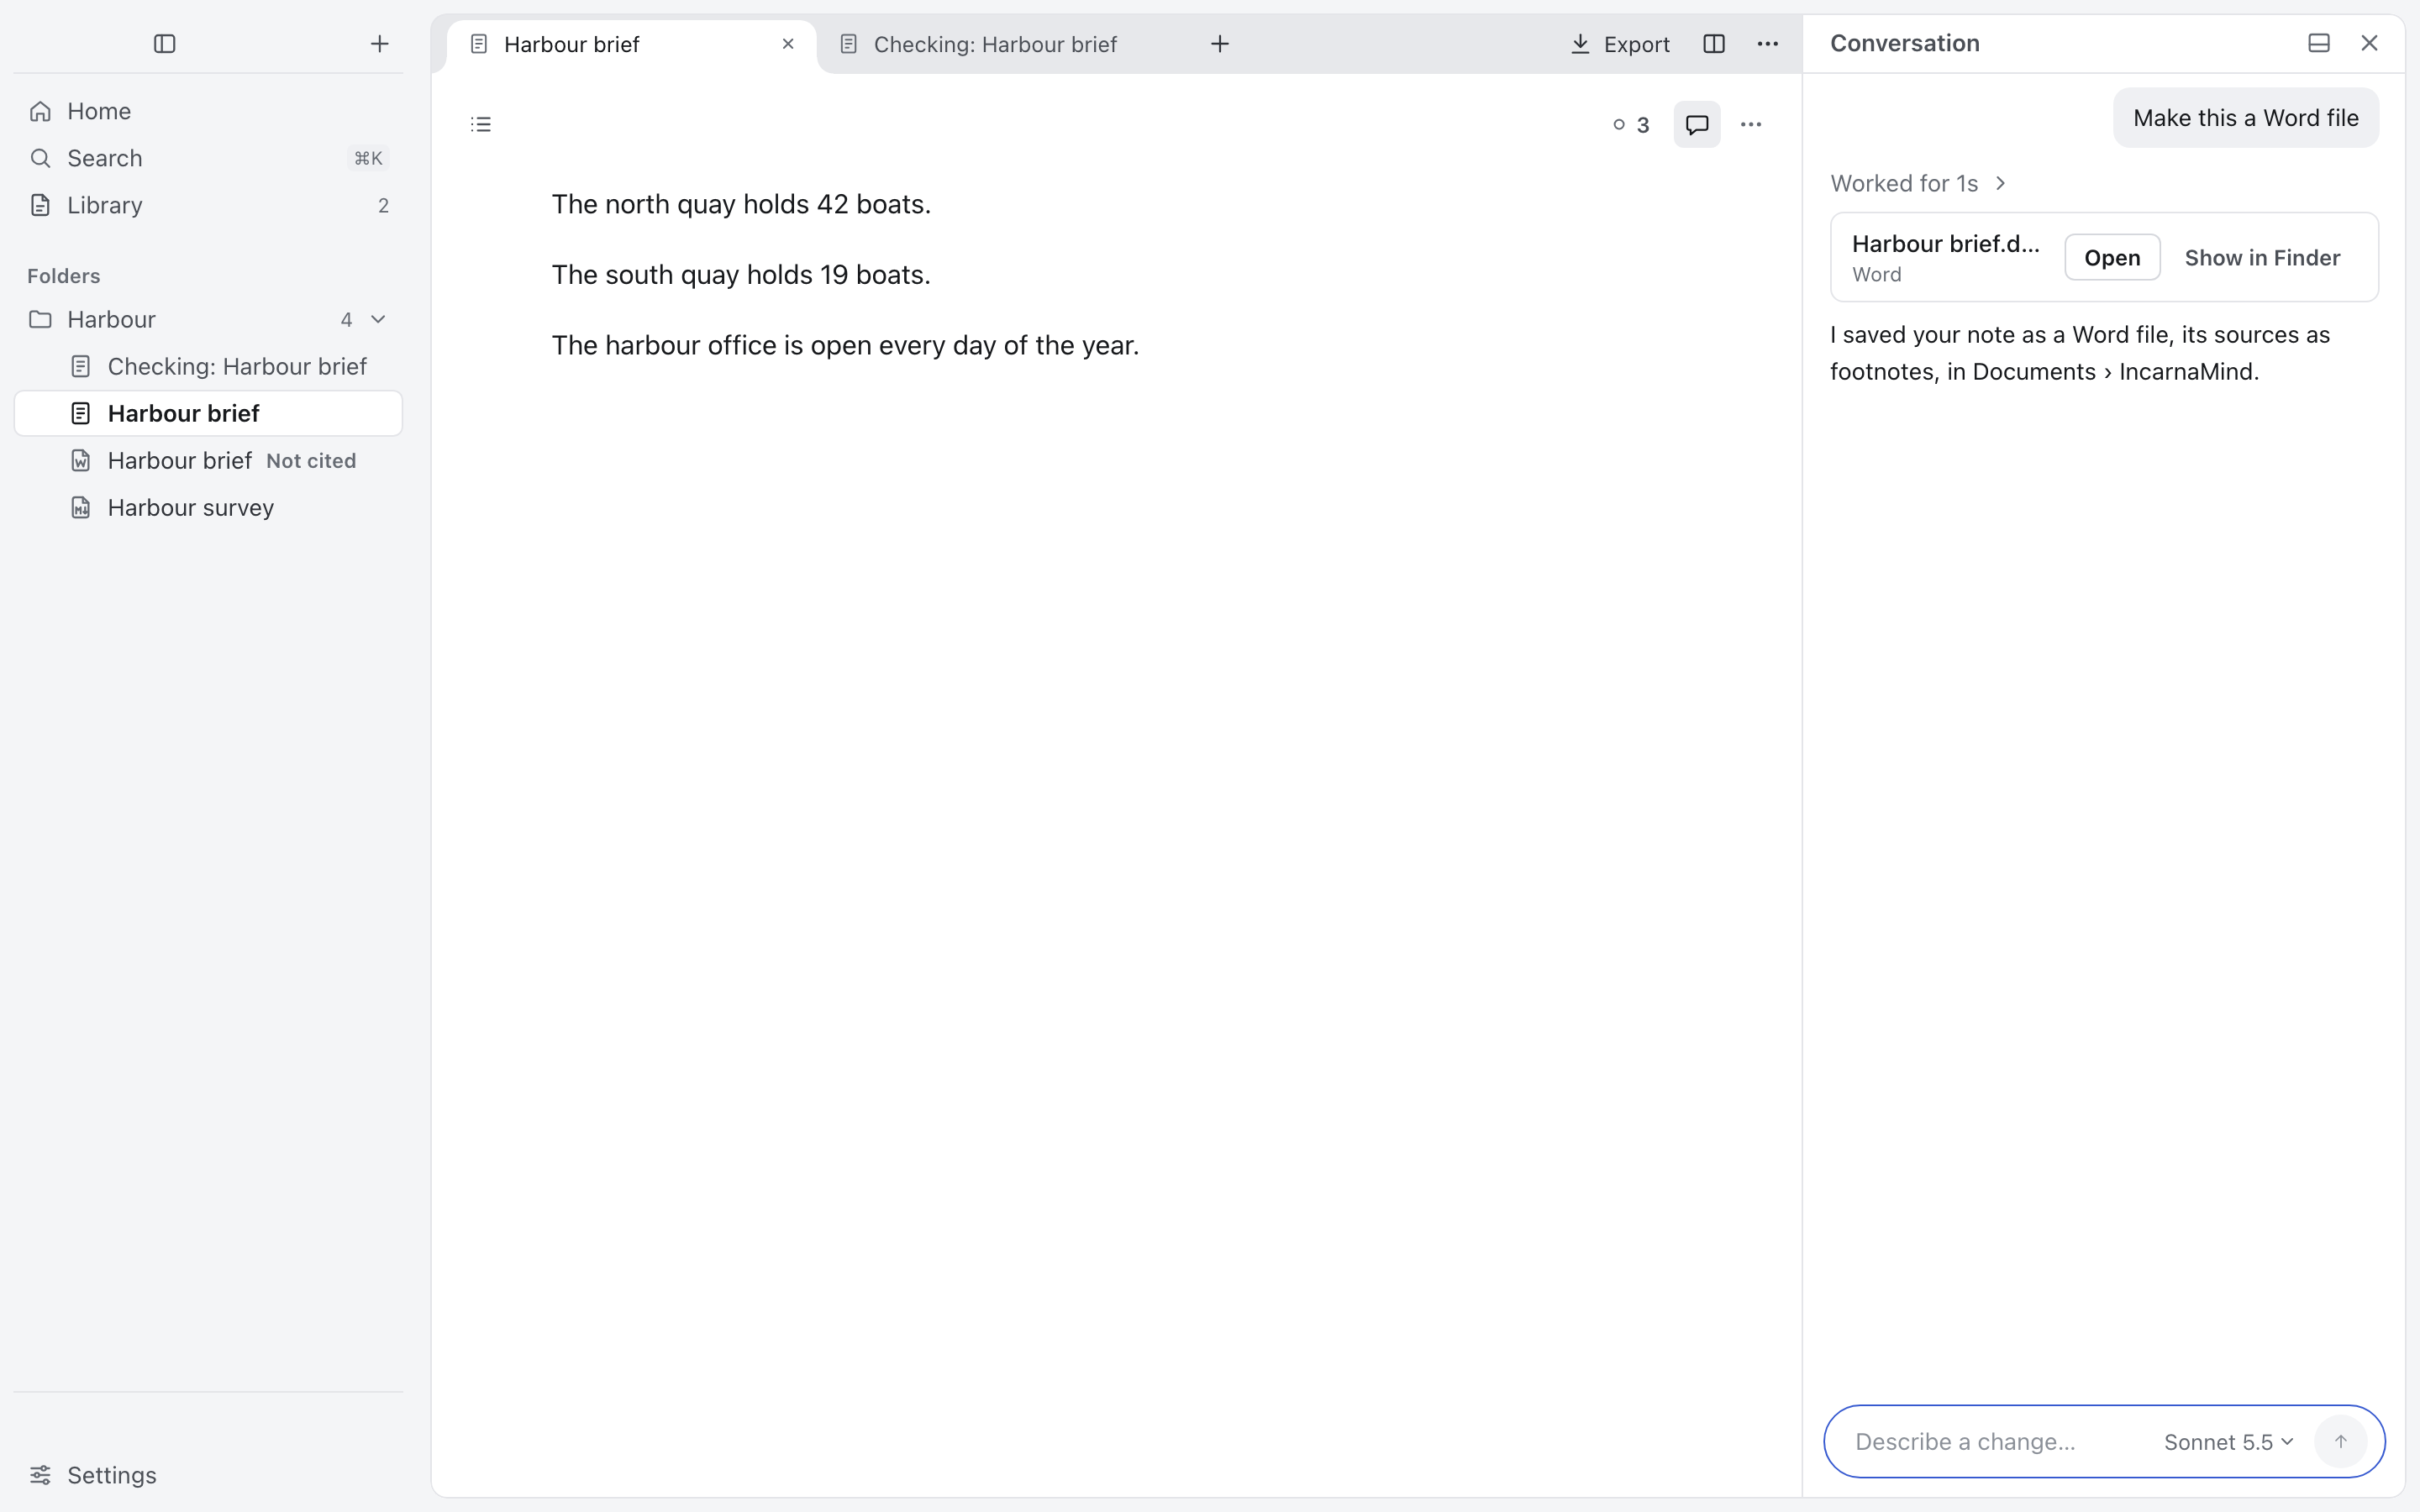 Home
Search ⌘K
Library 2
Folders
Harbour 4
Checking: Harbour brief
Harbour brief
Harbour brief Not cited
Harbour survey
Settings
Harbour brief
Checking: Harbour brief
Export
3
The north quay holds 42 boats.
The south quay holds 19 boats.
The harbour office is open every day of the year.
Conversation
Make this a Word file
Worked for 1s
Harbour brief.d...
Word
Open
Show in Finder
I saved your note as a Word file, its sources as
footnotes, in Documents › IncarnaMind.
Describe a change...
Sonnet 5.5